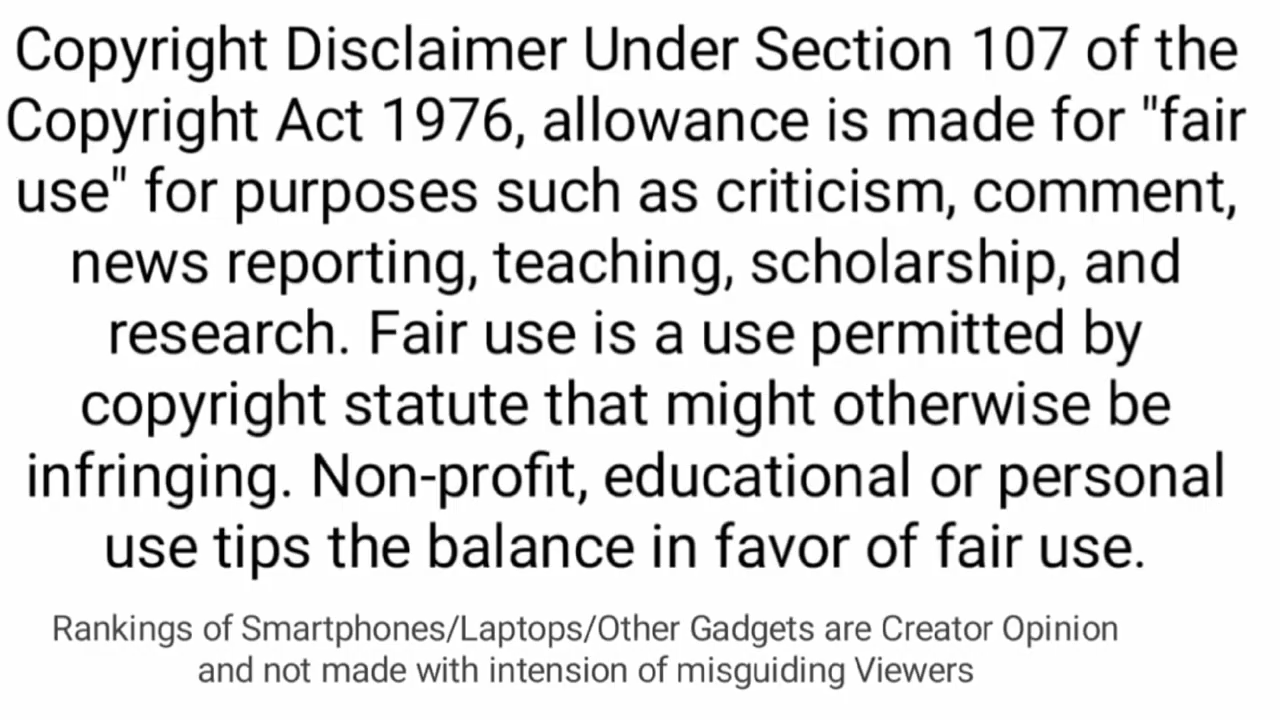 Copyright Disclaimer Under Section 107 of the
Copyright Act 1976, allowance is made for "fair
use" for purposes such as criticism, comment,
news reporting, teaching, scholarship, and
research. Fair use is a use permitted by
copyright statute that might otherwise be
infringing. Non-profit, educational or personal
use tips the balance in favor of fair use.
Rankings of Smartphones/Laptops/Other Gadgets are Creator Opinion
and not made with intension of misguiding Viewers